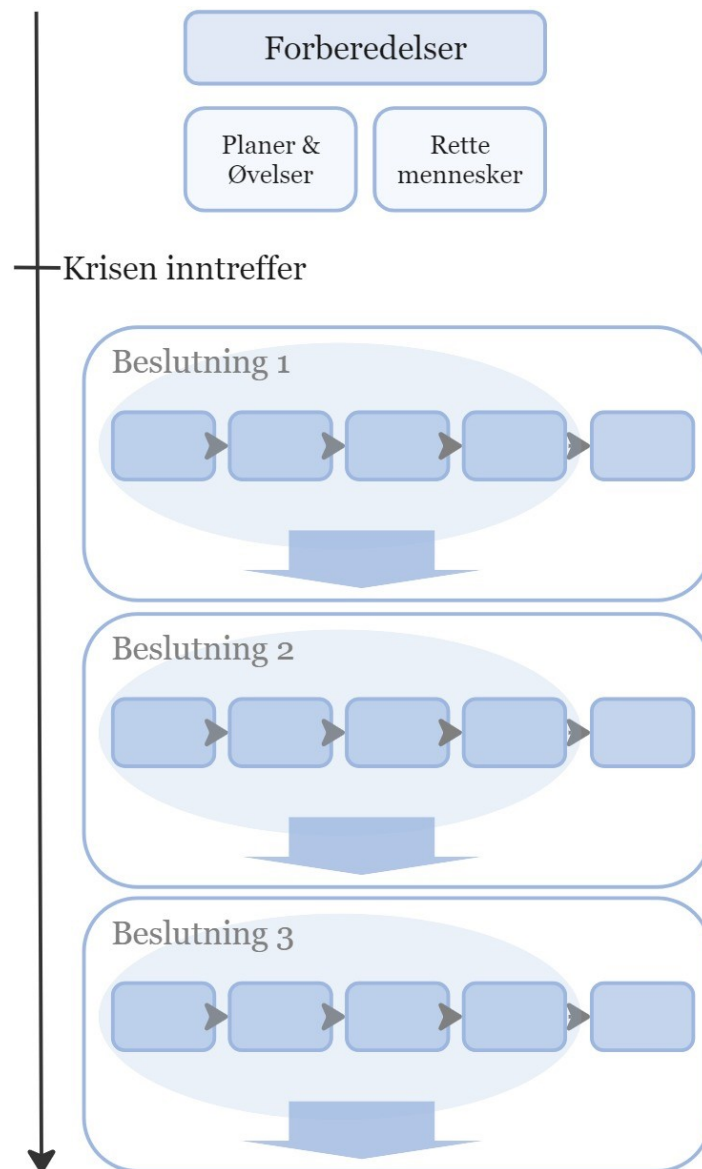 Forberedelser
Planer &
Øvelser
Rette
mennesker
Krisen inntreffer
Beslutning 1
Beslutning 2
Beslutning 3